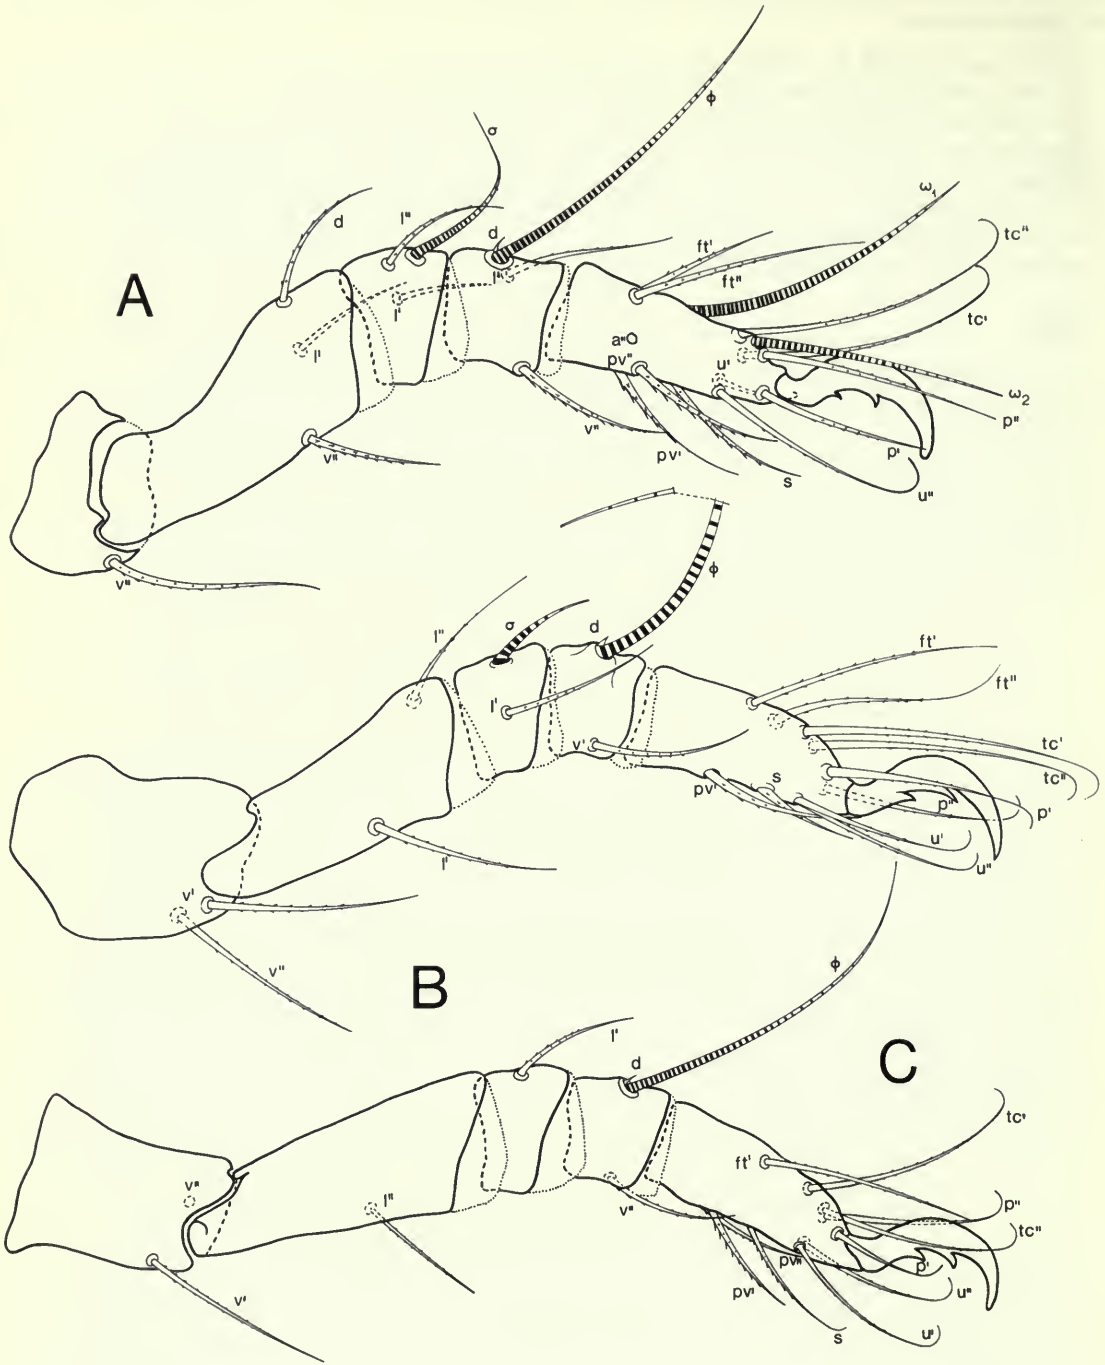 A
d
l"
σ
d
ϕ
l'
l'
l"
ft'
ft"
ω₁
tc"
tc'
a"
pv"
u'
ω₂
p"
p'
u"
v"
pv'
s
v"
v"
B
l"
σ
d
ϕ
l'
v'
ft'
ft"
tc'
tc"
pv'
s
p"
p'
u'
u"
l'
v'
v"
C
l'
d
ϕ
tc'
ft'
p"
tc"
p'
u"
u'
v"
l"
v"
pv"
pv'
s
v'